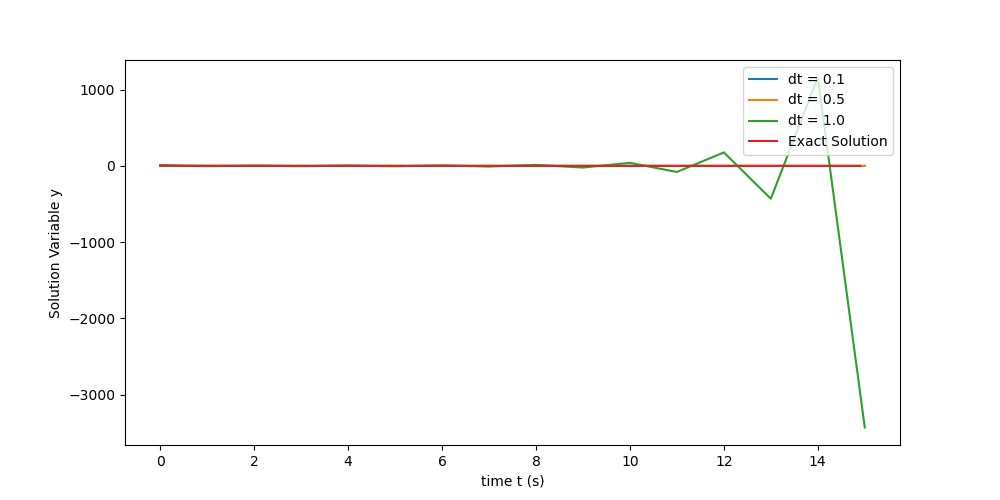 1000
0
−1000
−2000
−3000
Solution Variable y
0 2 4 6 8 10 12 14
time t (s)
dt = 0.1
dt = 0.5
dt = 1.0
Exact Solution